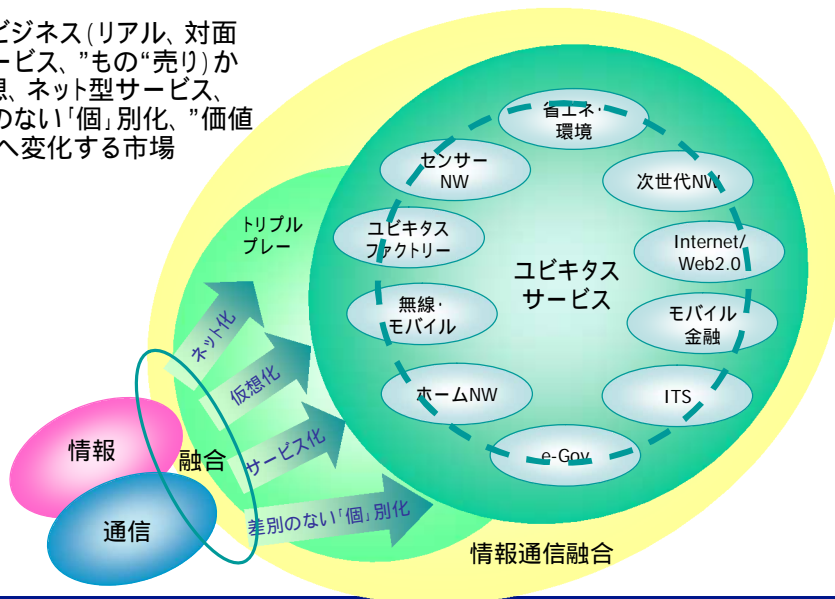 ビジネス(リアル、対面
ービス、”もの“売り)か
想、ネット型サービス、
のない「個」別化、”価値
へ変化する市場
省エネ・
環境
センサー
NW
次世代NW
トリプル
プレー
ユビキタス
ファクトリー
Internet/
Web2.0
ユビキタス
サービス
無線・
モバイル
モバイル
金融
ネット化
仮想化
ホームNW
ITS
サービス化
情報
融合
e-Gov
差別のない「個」別化
通信
情報通信融合